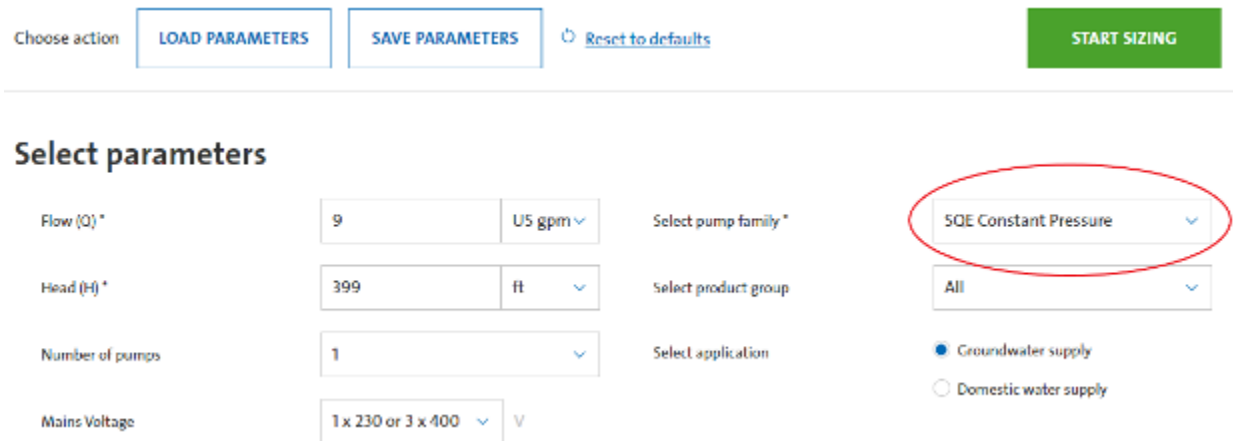 Choose action LOAD PARAMETERS SAVE PARAMETERS Reset to defaults START SIZING
Select parameters
Flow (Q) * 9 US gpm Select pump family * SQE Constant Pressure
Head (H) * 399 ft Select product group All
Number of pumps 1 Select application Groundwater supply
Domestic water supply
Mains Voltage 1 x 230 or 3 x 400 V